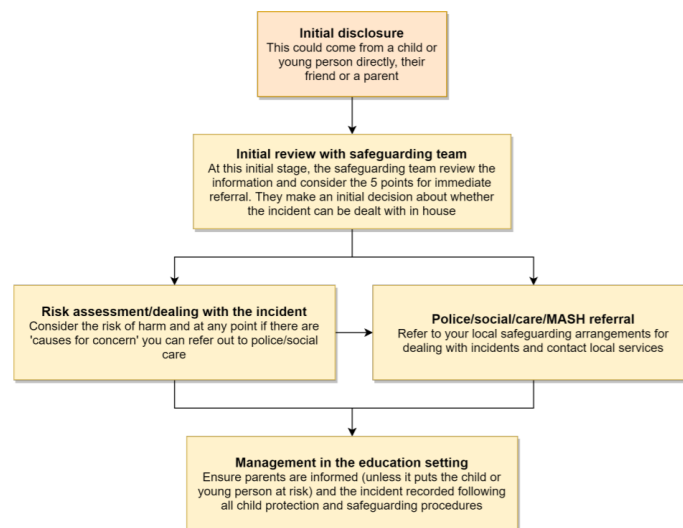 Initial disclosure
This could come from a child or
young person directly, their
friend or a parent
Initial review with safeguarding team
At this initial stage, the safeguarding team review the
information and consider the 5 points for immediate
referral. They make an initial decision about whether
the incident can be dealt with in house
Risk assessment/dealing with the incident
Consider the risk of harm and at any point if there are
'causes for concern' you can refer out to police/social
care
Police/social/care/MASH referral
Refer to your local safeguarding arrangements for
dealing with incidents and contact local services
Management in the education setting
Ensure parents are informed (unless it puts the child or
young person at risk) and the incident recorded following
all child protection and safeguarding procedures